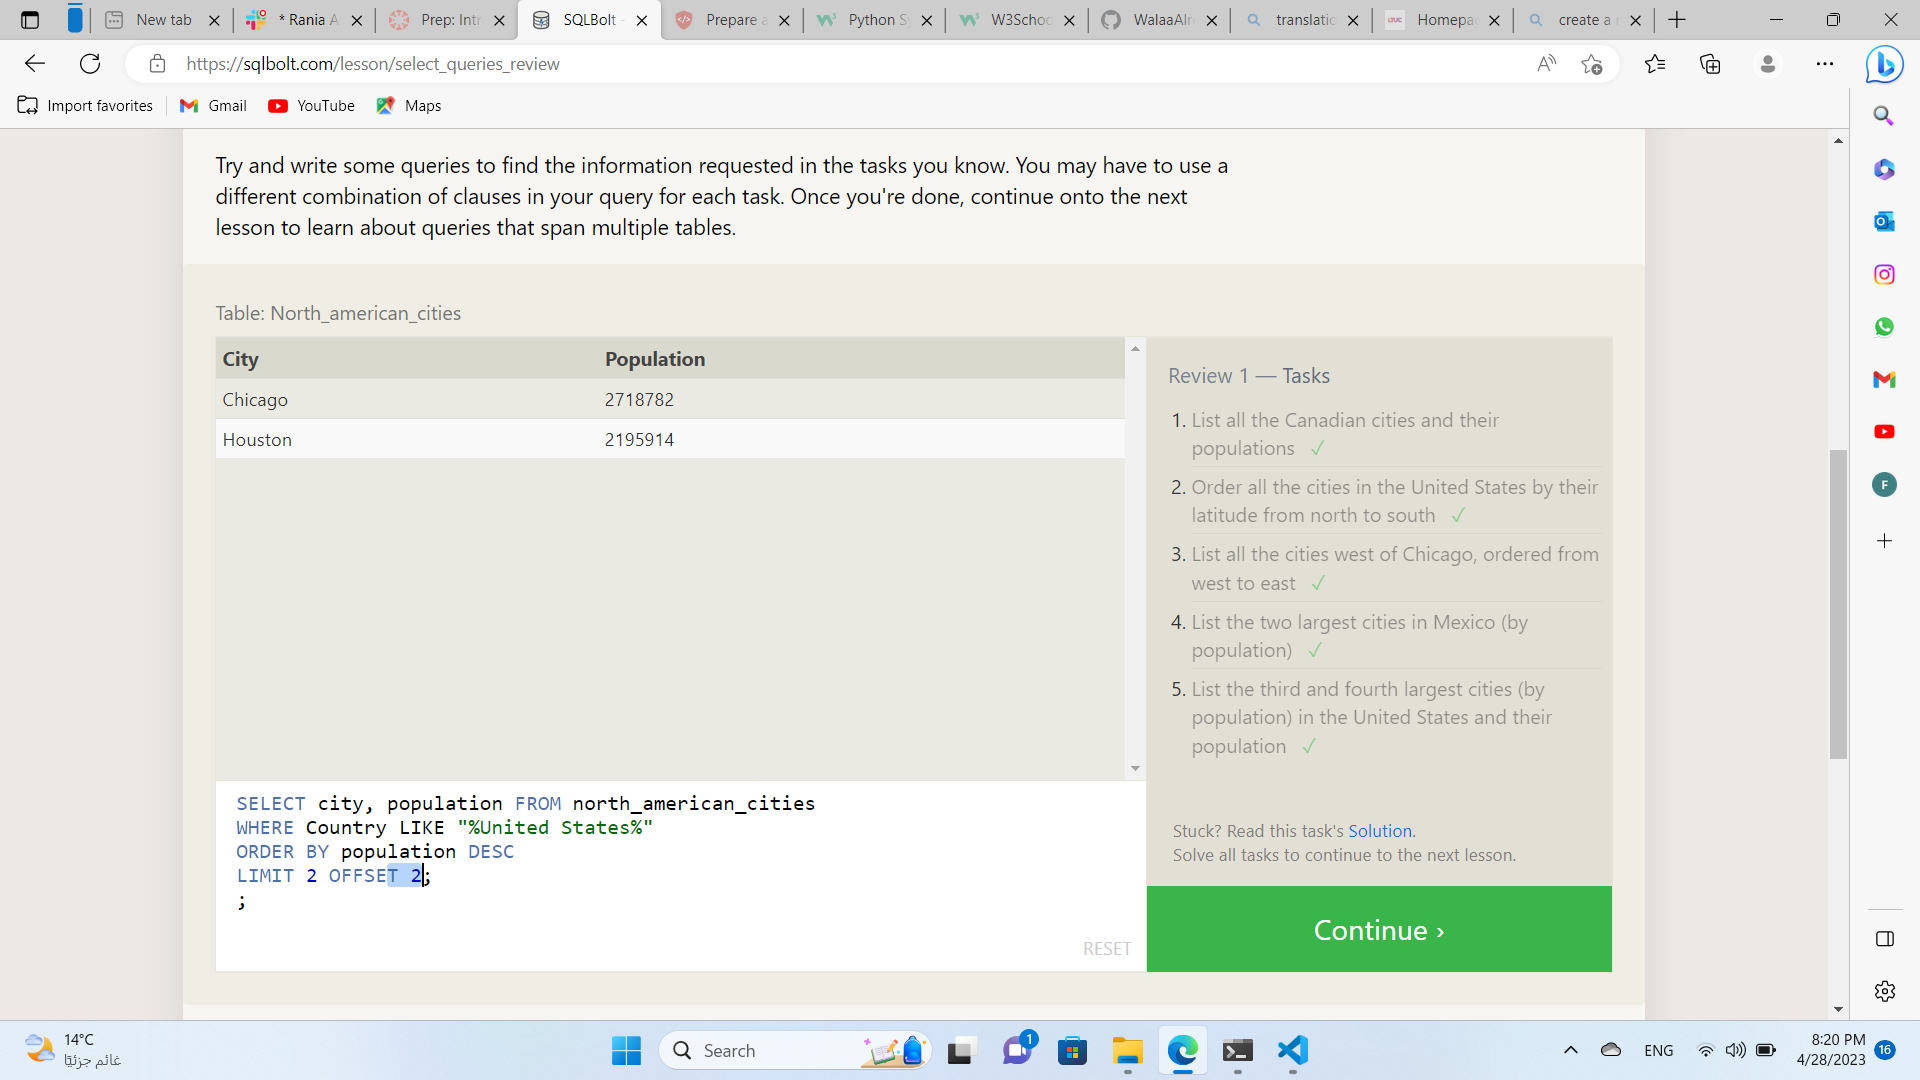 New tab
* Rania A
Prep: Intr
SQLBolt -
Prepare a
Python S
W3Schoo
WalaaAlr
translatic
Homepa
create a r
https://sqlbolt.com/lesson/select_queries_review
Import favorites
Gmail
YouTube
Maps
Try and write some queries to find the information requested in the tasks you know. You may have to use a
different combination of clauses in your query for each task. Once you're done, continue onto the next
lesson to learn about queries that span multiple tables.
Table: North_american_cities
City Population
Chicago 2718782
Houston 2195914
Review 1 — Tasks
1. List all the Canadian cities and their
populations ✓
2. Order all the cities in the United States by their
latitude from north to south ✓
3. List all the cities west of Chicago, ordered from
west to east ✓
4. List the two largest cities in Mexico (by
population) ✓
5. List the third and fourth largest cities (by
population) in the United States and their
population ✓
Stuck? Read this task's Solution.
Solve all tasks to continue to the next lesson.
Continue ›
SELECT city, population FROM north_american_cities
WHERE Country LIKE "%United States%"
ORDER BY population DESC
LIMIT 2 OFFSET 2;
;
RESET
F
14°C
غائم جزئيًا
Search
1
ENG
8:20 PM
4/28/2023
16